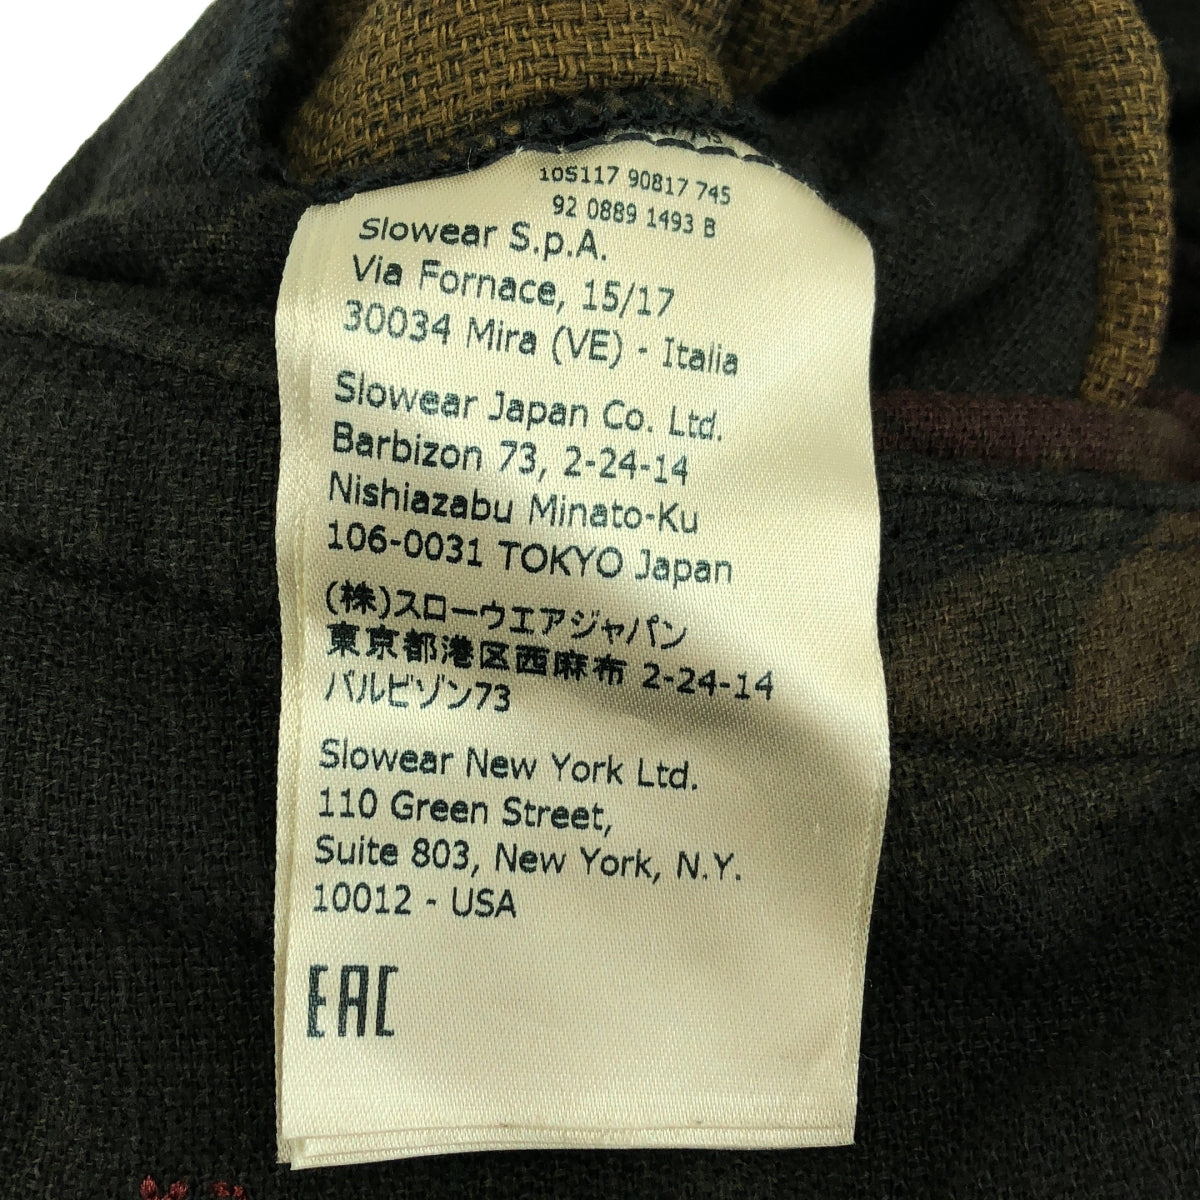 10S117 90817 745
92 0889 1493 B
Slowear S.p.A.
Via Fornace, 15/17
30034 Mira (VE) - Italia
Slowear Japan Co. Ltd.
Barbizon 73, 2-24-14
Nishiazabu Minato-Ku
106-0031 TOKYO Japan
(株)スローウエアジャパン
東京都港区西麻布 2-24-14
バルビゾン73
Slowear New York Ltd.
110 Green Street,
Suite 803, New York, N.Y.
10012 - USA
EAC